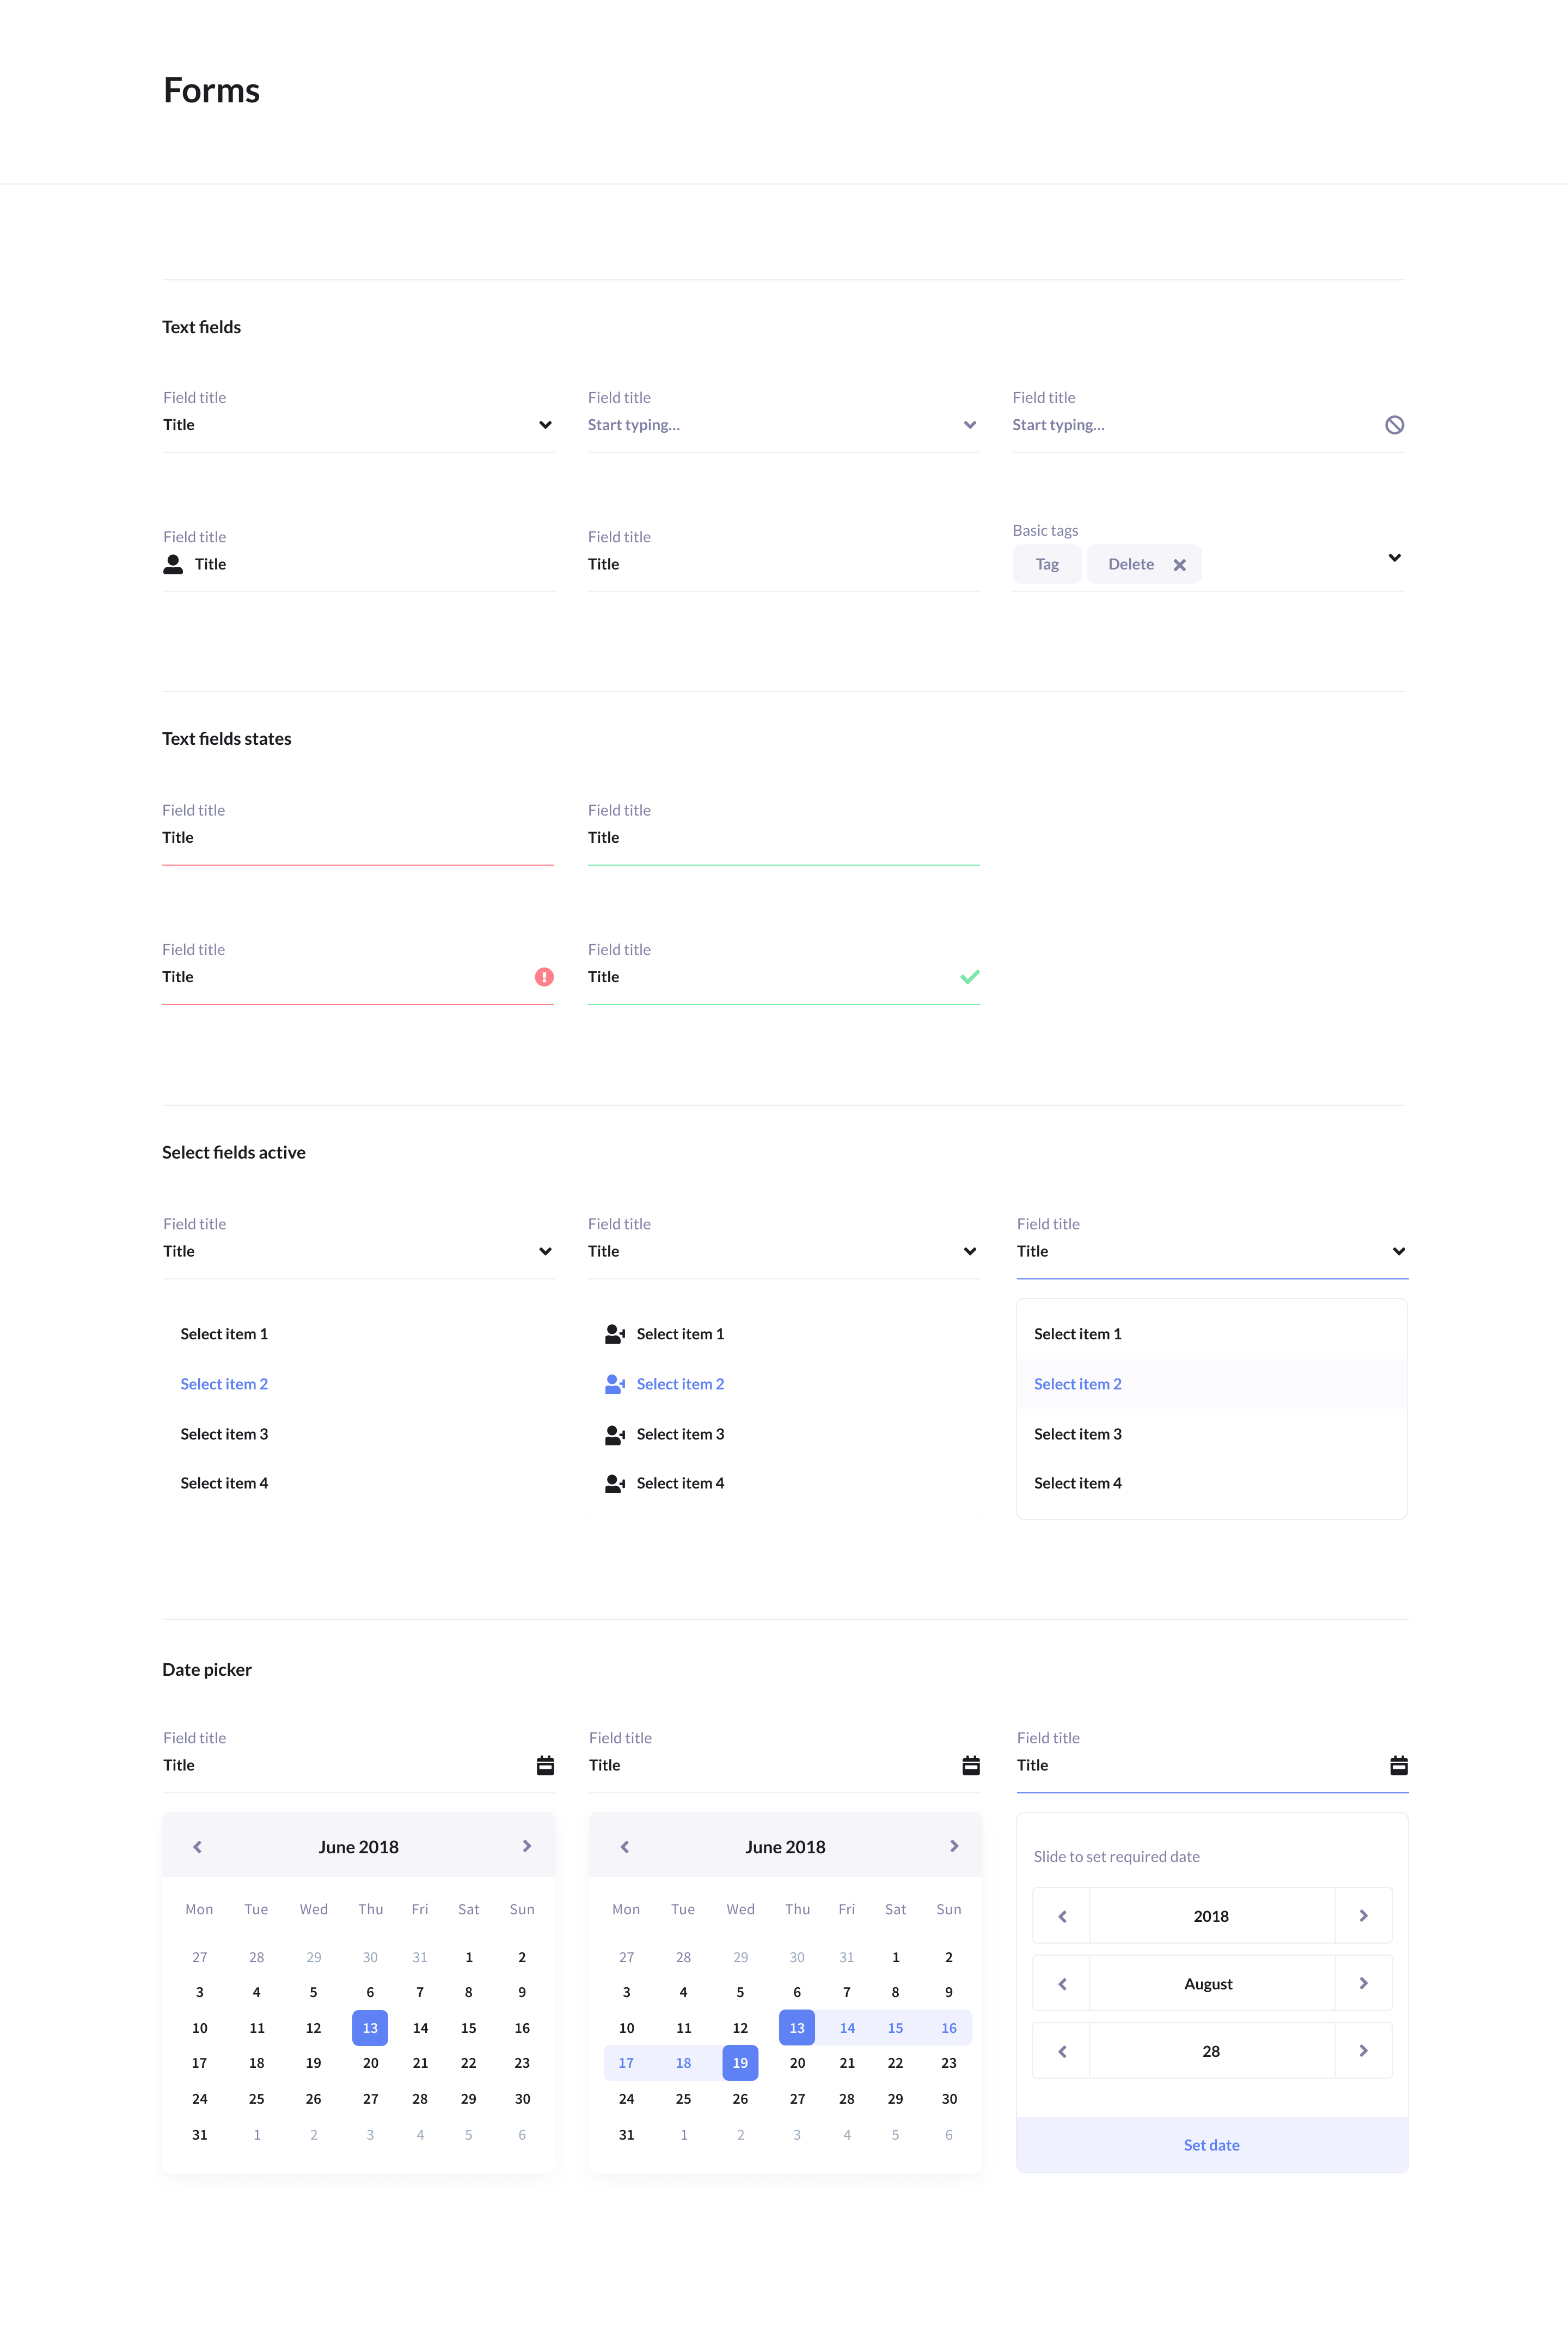 Forms
Text fields
Field title Field title Field title
Title Start typing... Start typing...
Field title Field title Basic tags
Title Title Tag Delete
Text fields states
Field title Field title
Title Title
Field title Field title
Title Title
Select fields active
Field title Field title Field title
Title Title Title
Select item 1 Select item 1 Select item 1
Select item 2 Select item 2 Select item 2
Select item 3 Select item 3 Select item 3
Select item 4 Select item 4 Select item 4
Date picker
Field title Field title Field title
Title Title Title
June 2018
Mon Tue Wed Thu Fri Sat Sun
27 28 29 30 31 1 2
3 4 5 6 7 8 9
10 11 12 13 14 15 16
17 18 19 20 21 22 23
24 25 26 27 28 29 30
31 1 2 3 4 5 6
June 2018
Mon Tue Wed Thu Fri Sat Sun
27 28 29 30 31 1 2
3 4 5 6 7 8 9
10 11 12 13 14 15 16
17 18 19 20 21 22 23
24 25 26 27 28 29 30
31 1 2 3 4 5 6
Slide to set required date
2018
August
28
Set date